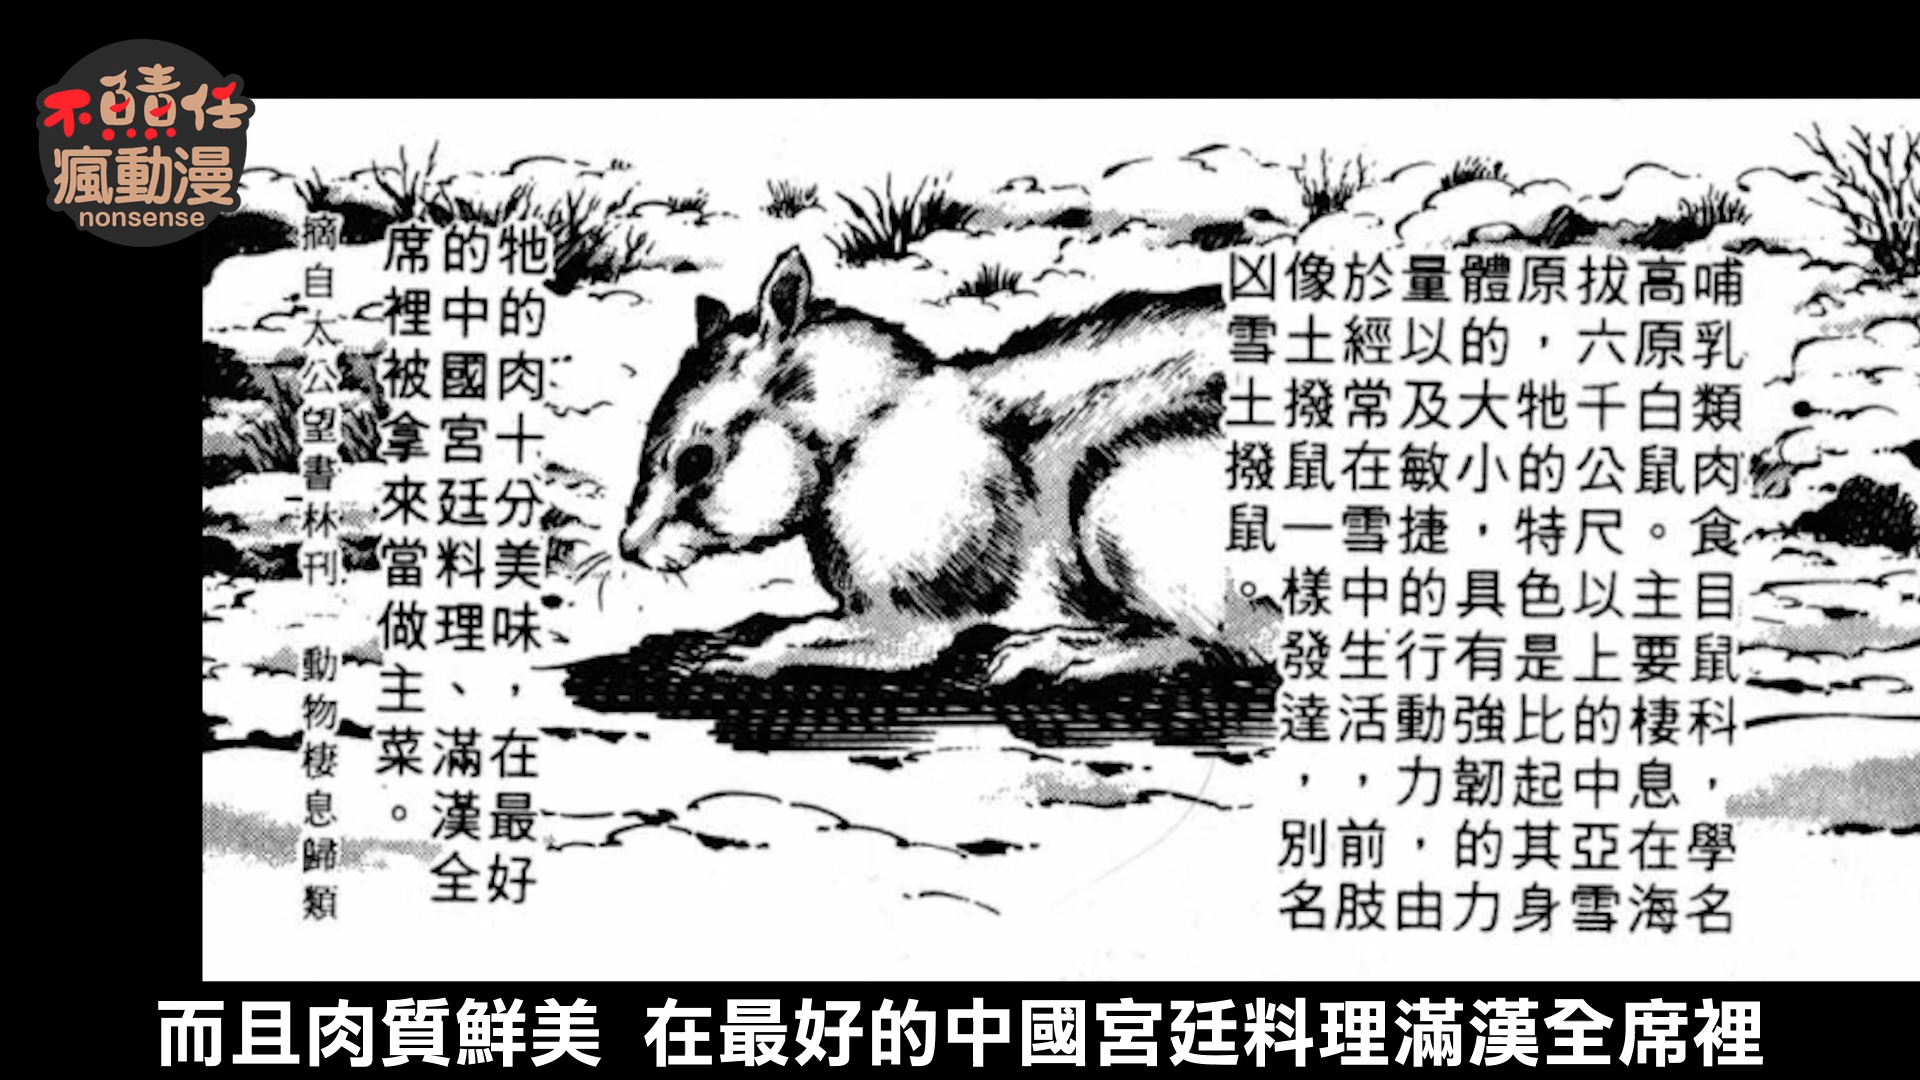 不負責任
瘋動漫
nonsense
哺乳類肉食目鼠科，學名
高原白鼠。主要棲息在海
拔六千公尺以上的中亞雪
原，牠的特色是比起其身
體的大小，具有強韌的力
量以及敏捷的行動力，由
於經常在雪中生活，前肢
像土撥鼠一樣發達，別名
凶雪土撥鼠。
牠的肉十分美味，在最好
的中國宮廷料理、滿漢全
席裡被拿來當做主菜。
摘自太公望書林刊 動物棲息歸類
而且肉質鮮美 在最好的中國宮廷料理滿漢全席裡